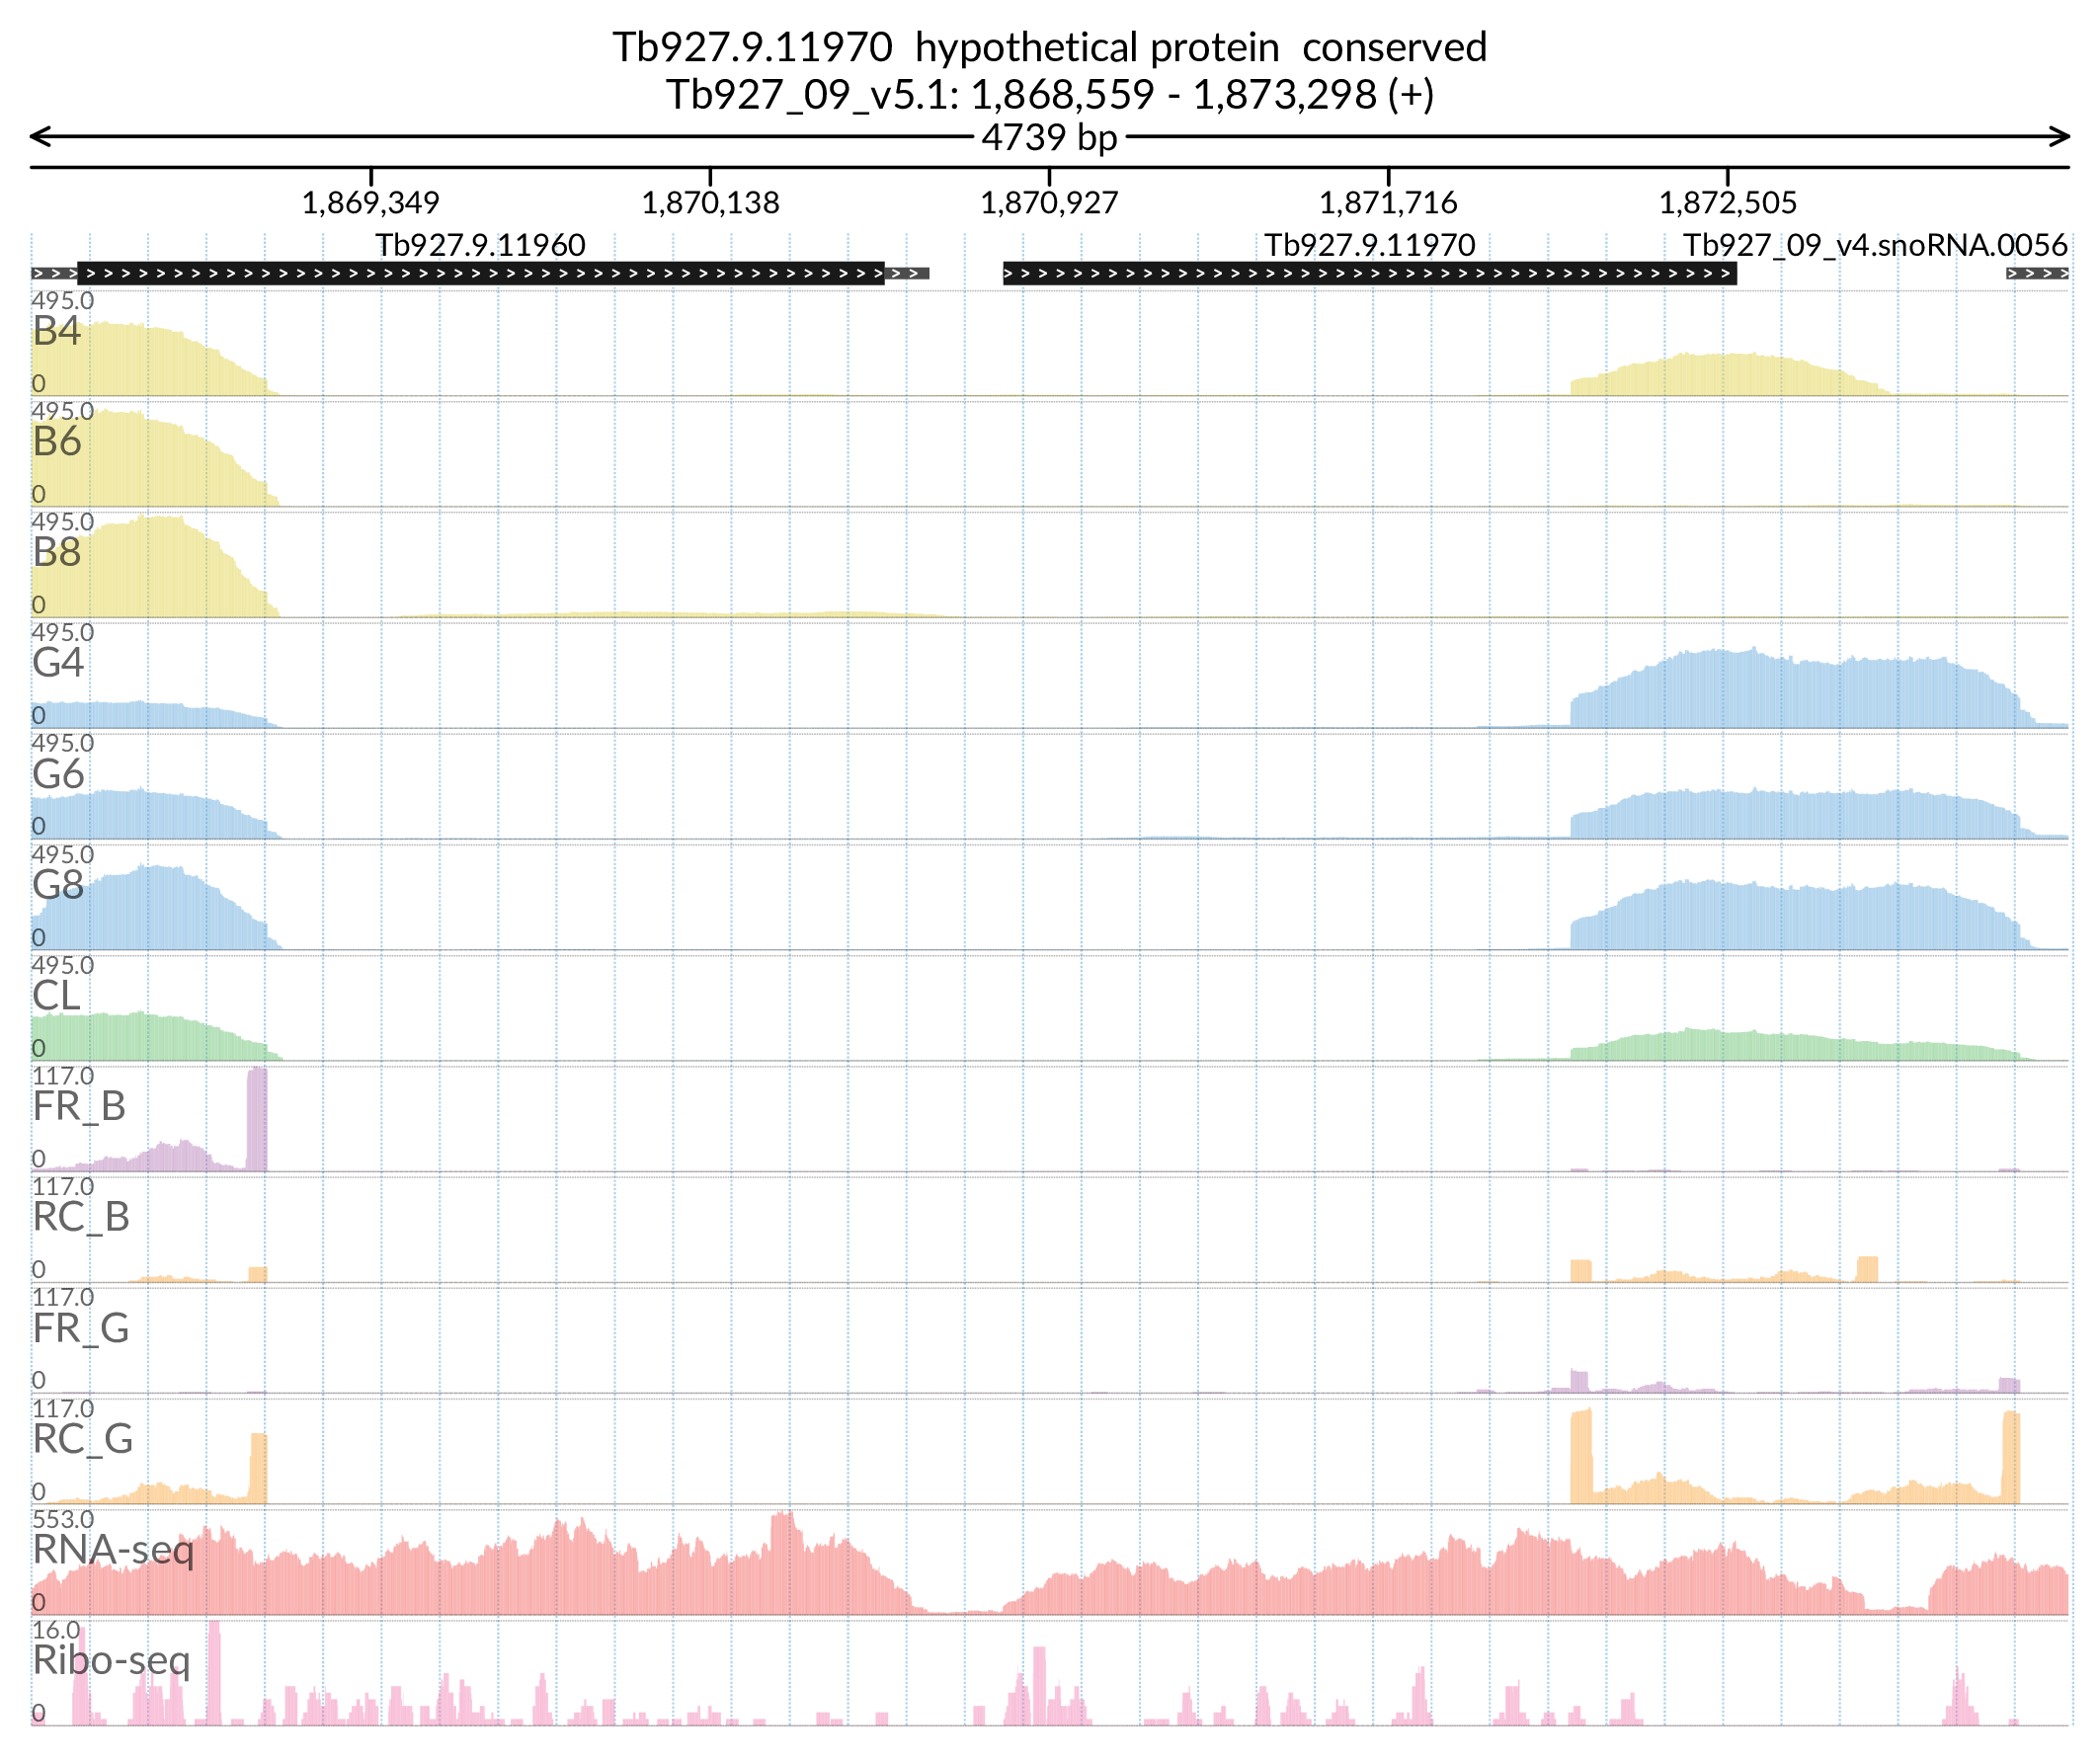 Tb927.9.11970 hypothetical protein conserved
Tb927_09_v5.1: 1,868,559 - 1,873,298 (+)
4739 bp
1,869,349 1,870,138 1,870,927 1,871,716 1,872,505
Tb927.9.11960 Tb927.9.11970 Tb927_09_v4.snoRNA.0056
495.0
B4
0
495.0
B6
0
495.0
B8
0
495.0
G4
0
495.0
G6
0
495.0
G8
0
495.0
CL
0
117.0
FR_B
0
117.0
RC_B
0
117.0
FR_G
0
117.0
RC_G
0
553.0
RNA-seq
0
16.0
Ribo-seq
0